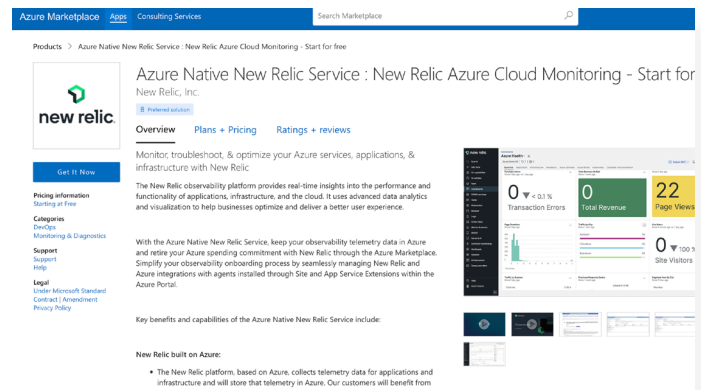 Azure Marketplace Apps Consulting Services Search Marketplace
Products > Azure Native New Relic Service : New Relic Azure Cloud Monitoring - Start for free
new relic.
Azure Native New Relic Service : New Relic Azure Cloud Monitoring - Start for
New Relic, Inc.
Preferred solution
Overview Plans + Pricing Ratings + reviews
Get It Now
Pricing information
Starting at Free
Categories
DevOps
Monitoring & Diagnostics
Support
Support
Help
Legal
Under Microsoft Standard
Contract | Amendment
Privacy Policy
Monitor, troubleshoot, & optimize your Azure services, applications, &
infrastructure with New Relic
The New Relic observability platform provides real-time insights into the performance and
functionality of applications, infrastructure, and the cloud. It uses advanced data analytics
and visualization to help businesses optimize and deliver a better user experience.
With the Azure Native New Relic Service, keep your observability telemetry data in Azure
and retire your Azure spending commitment with New Relic through the Azure Marketplace.
Simplify your observability onboarding process by seamlessly managing New Relic and
Azure integrations with agents installed through Site and App Service Extensions within the
Azure Portal.
Key benefits and capabilities of the Azure Native New Relic Service include:
New Relic built on Azure:
• The New Relic platform, based on Azure, collects telemetry data for applications and
infrastructure and will store that telemetry in Azure. Our customers will benefit from
new relic
0 ▼ < 0.1 %
Transaction Errors
0
Total Revenue
22
Page Views
0 ▼ 100 %
Site Visitors